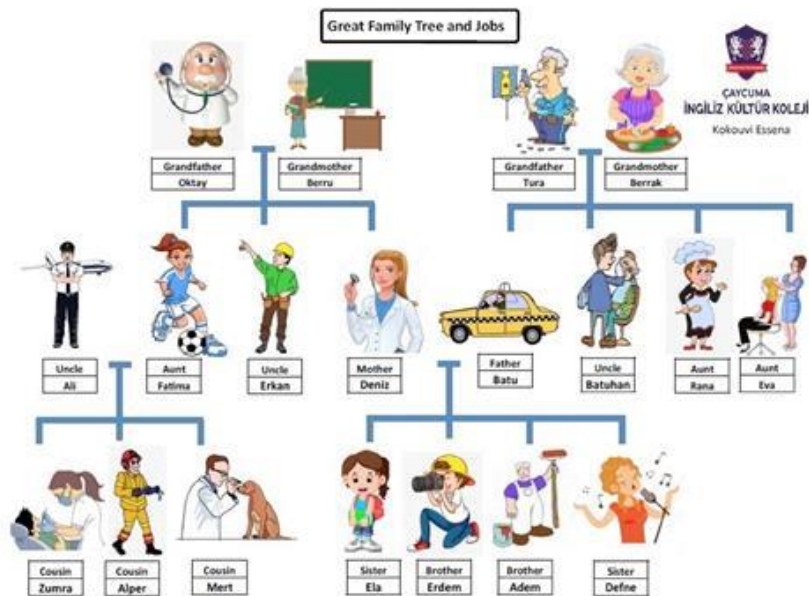 Great Family Tree and Jobs
ÇAYCUMA
İNGİLİZ KÜLTÜR KOLEJİ
Kokouvi Essena
Grandfather
Oktay
Grandmother
Berru
Grandfather
Tura
Grandmother
Berrak
Uncle
Ali
Aunt
Fatima
Uncle
Erkan
Mother
Deniz
Father
Batu
Uncle
Batuhan
Aunt
Rana
Aunt
Eva
Cousin
Zumra
Cousin
Alper
Cousin
Mert
Sister
Ela
Brother
Erdem
Brother
Adem
Sister
Defne